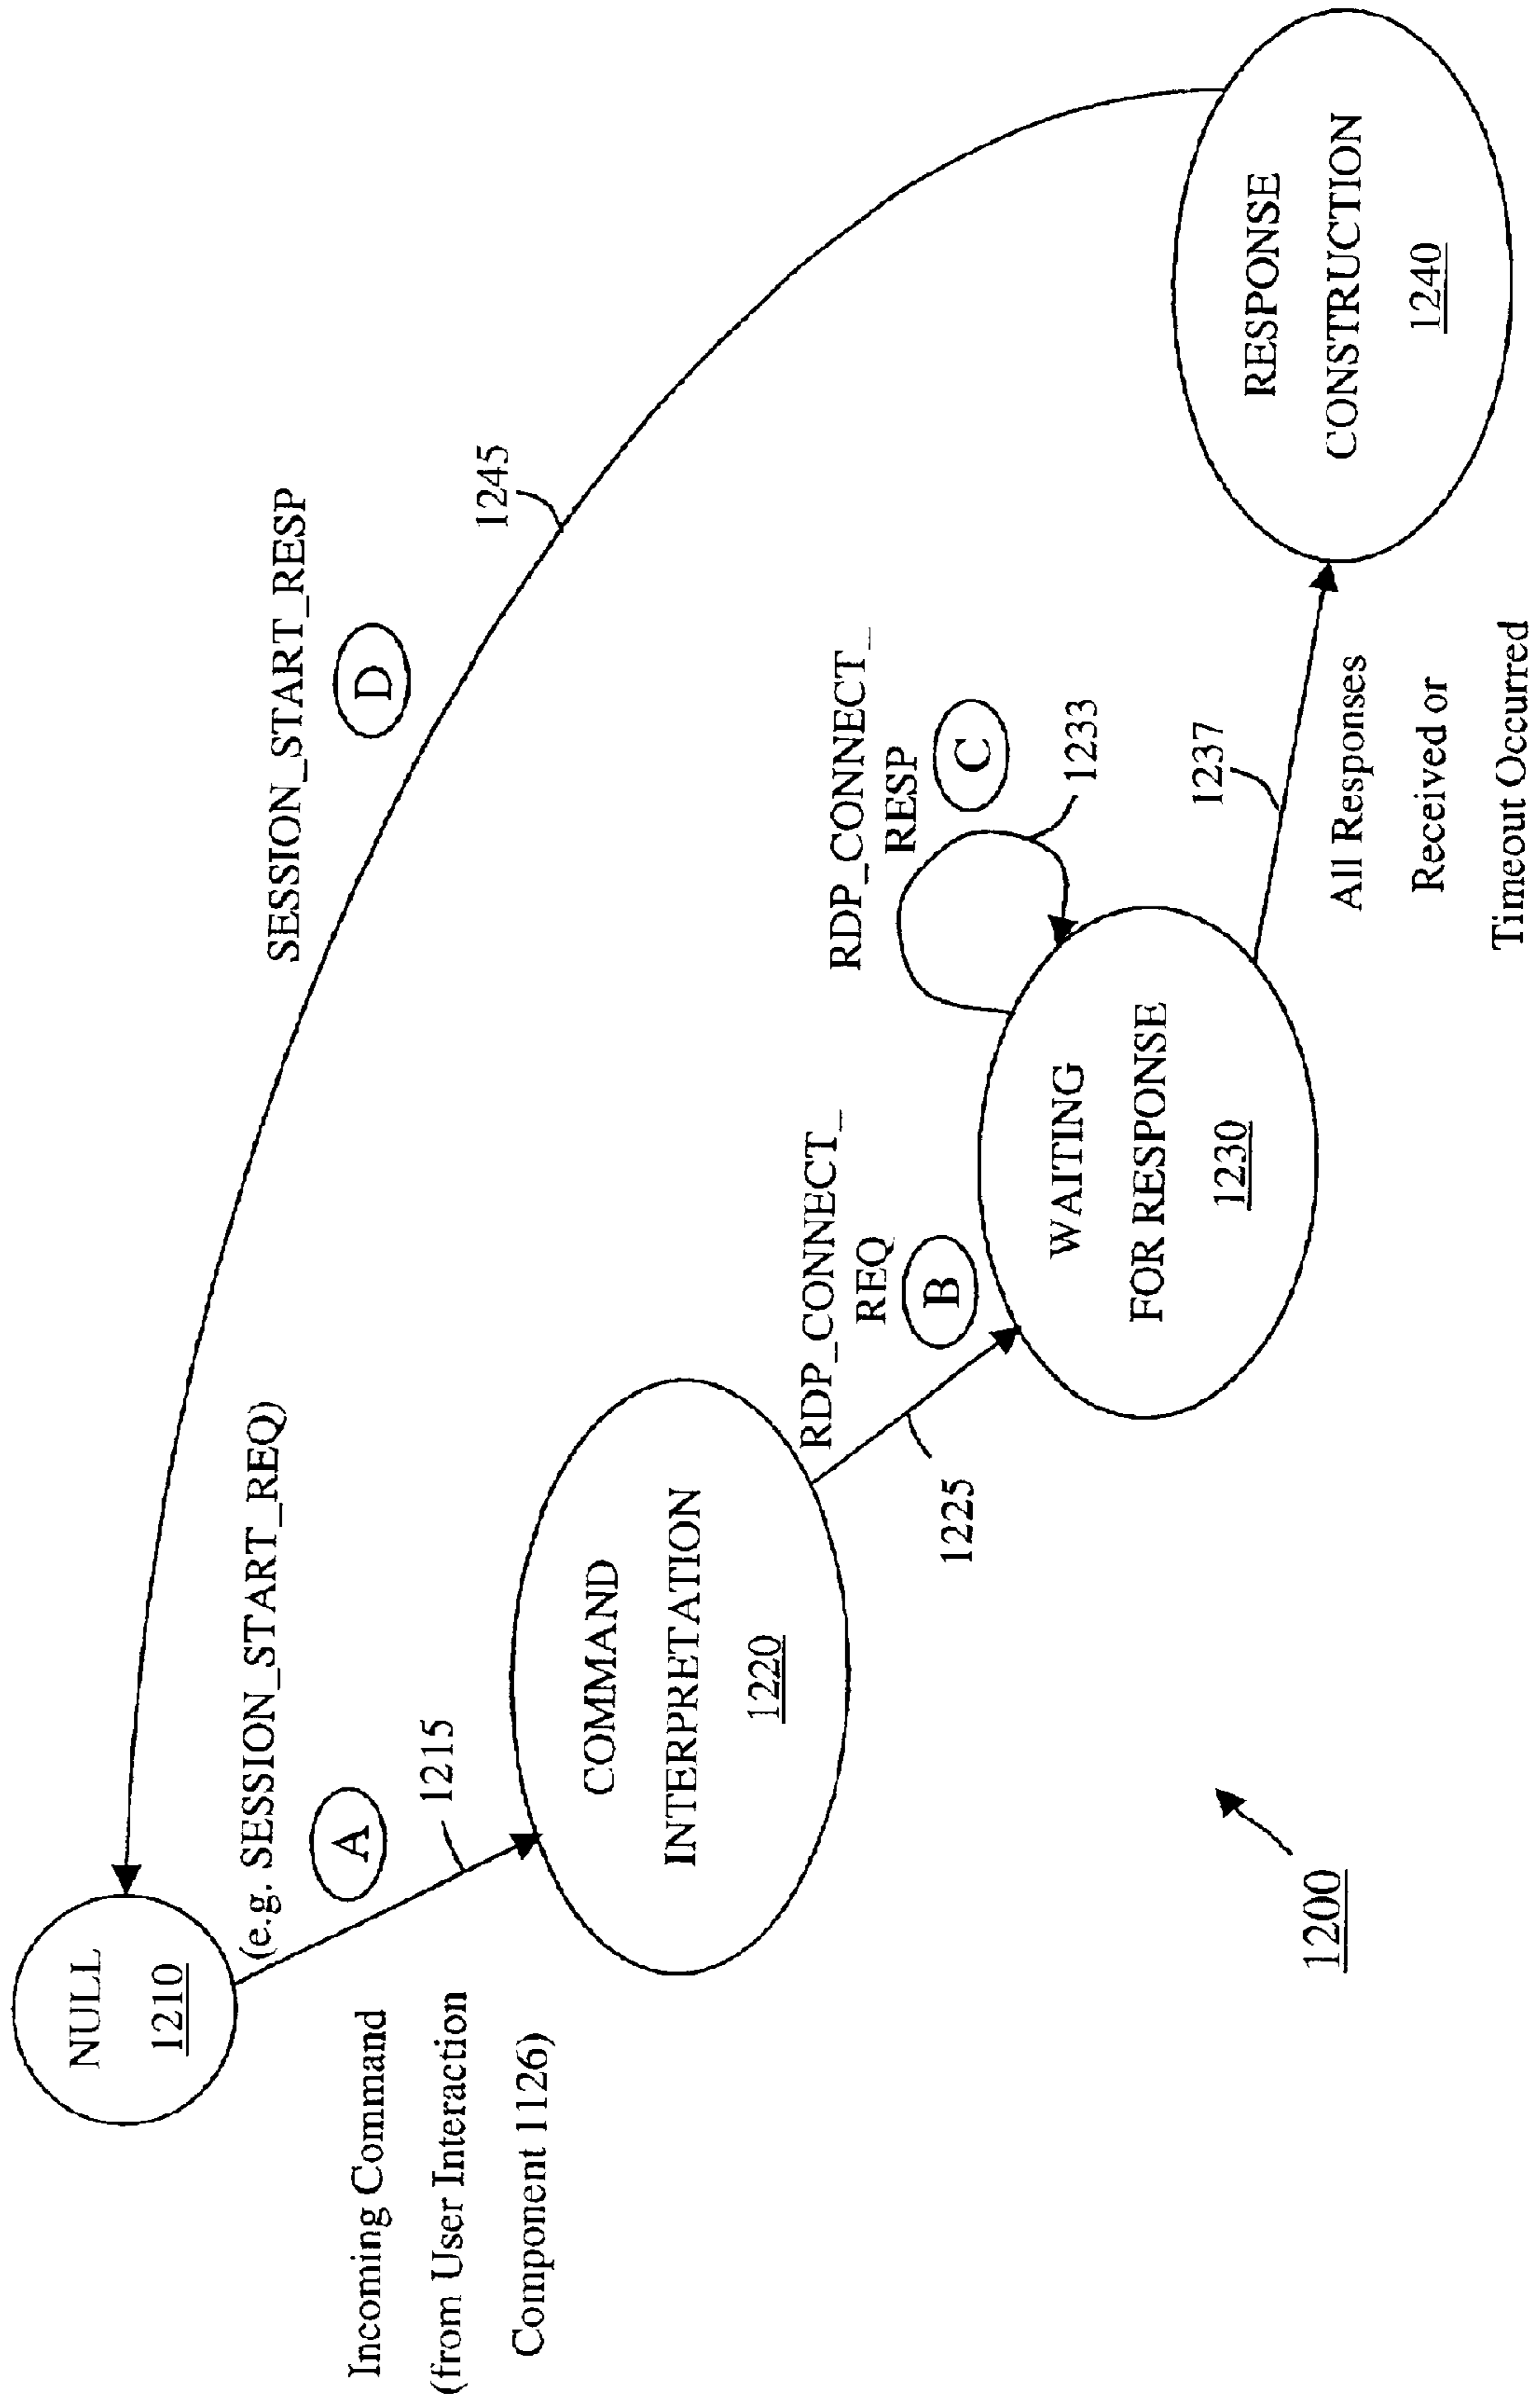 NULL
1210
(e.g. SESSION_START_REQ)
A
1215
Incoming Command
(from User Interaction
Component 1126)
COMMAND
INTERPRETATION
1220
RDP_CONNECT_
REQ
B
1225
WAITING
FOR RESPONSE
1230
RDP_CONNECT_
RESP
C
1233
1237
All Responses
Received or
Timeout Occurred
RESPONSE
CONSTRUCTION
1240
SESSION_START_RESP
D
1245
1200